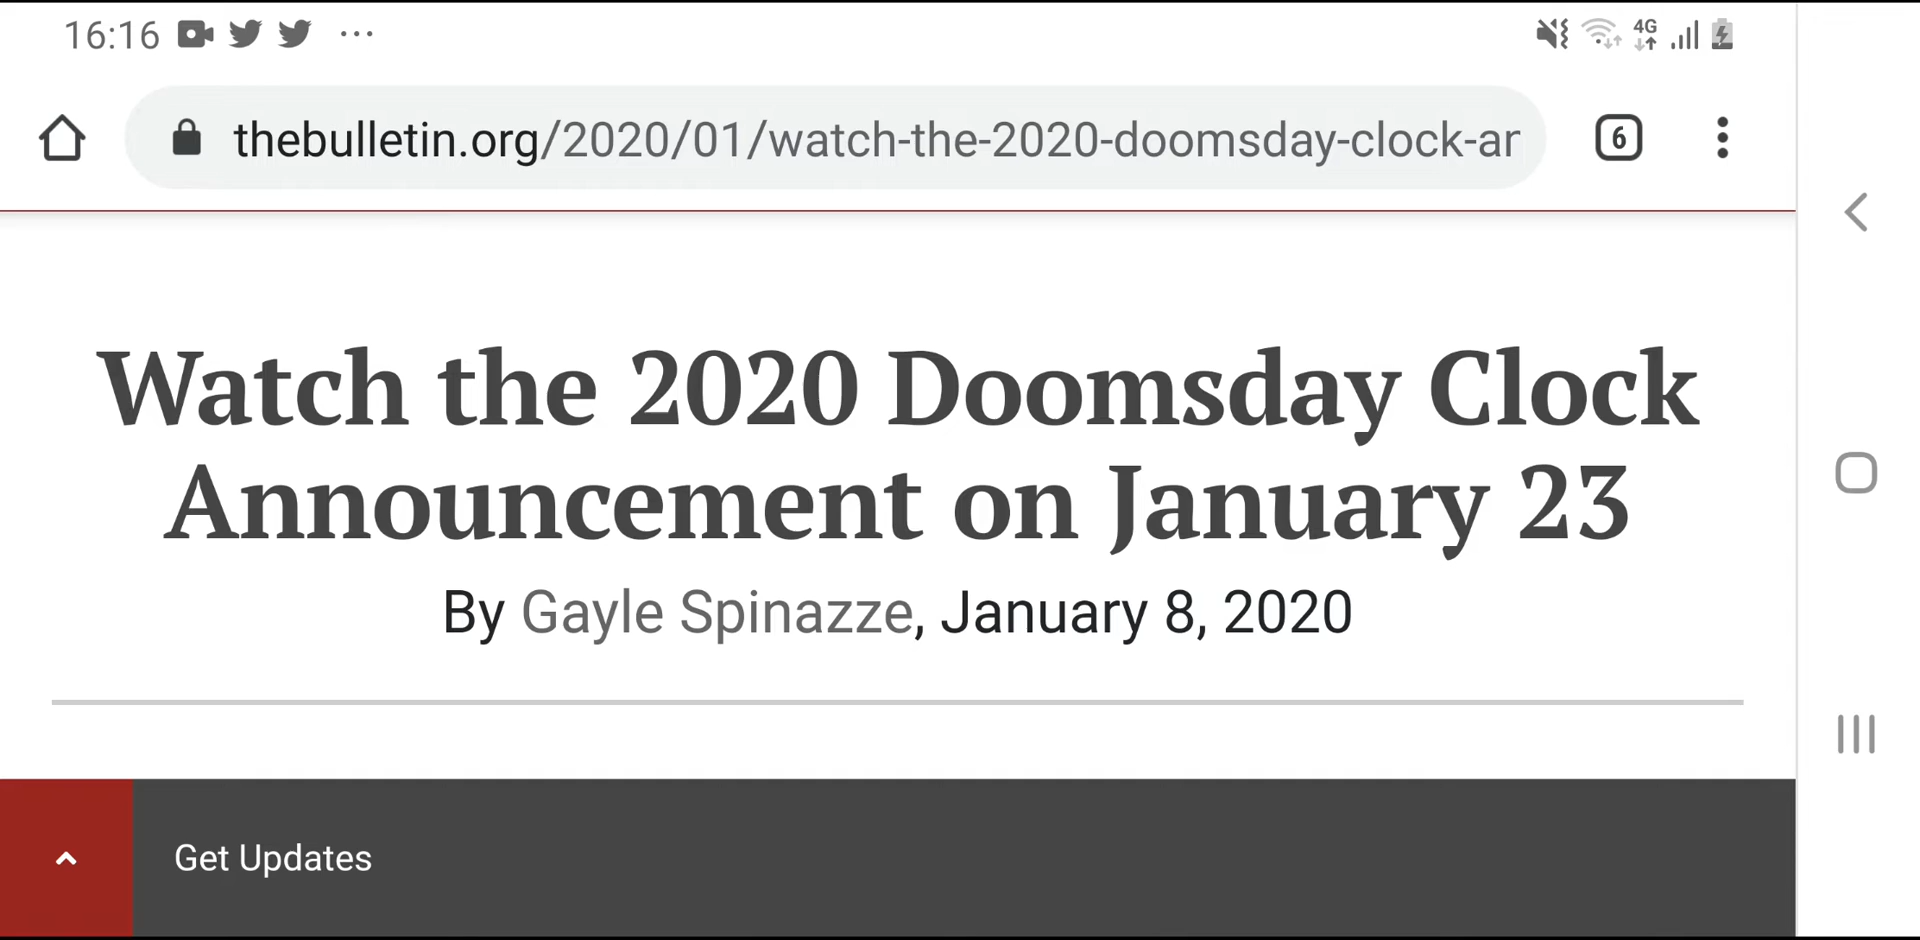 16:16
4G
thebulletin.org/2020/01/watch-the-2020-doomsday-clock-ar
6
Watch the 2020 Doomsday Clock
Announcement on January 23
By Gayle Spinazze, January 8, 2020
Get Updates